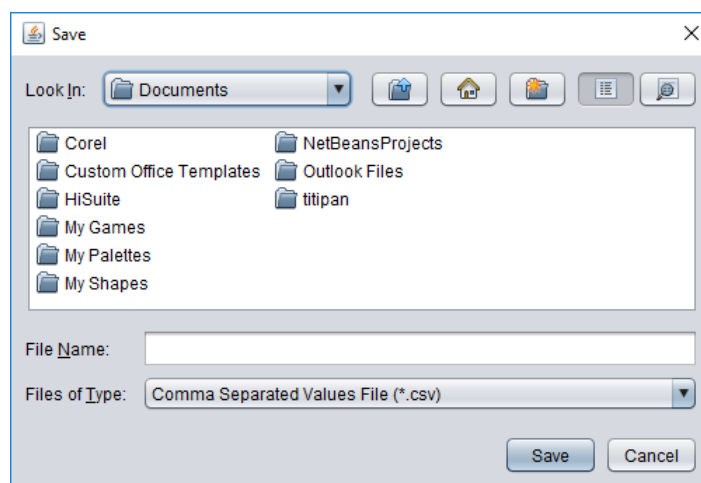 Save
Look In: Documents
Corel NetBeansProjects
Custom Office Templates Outlook Files
HiSuite titipan
My Games
My Palettes
My Shapes
File Name:
Files of Type: Comma Separated Values File (*.csv)
Save Cancel